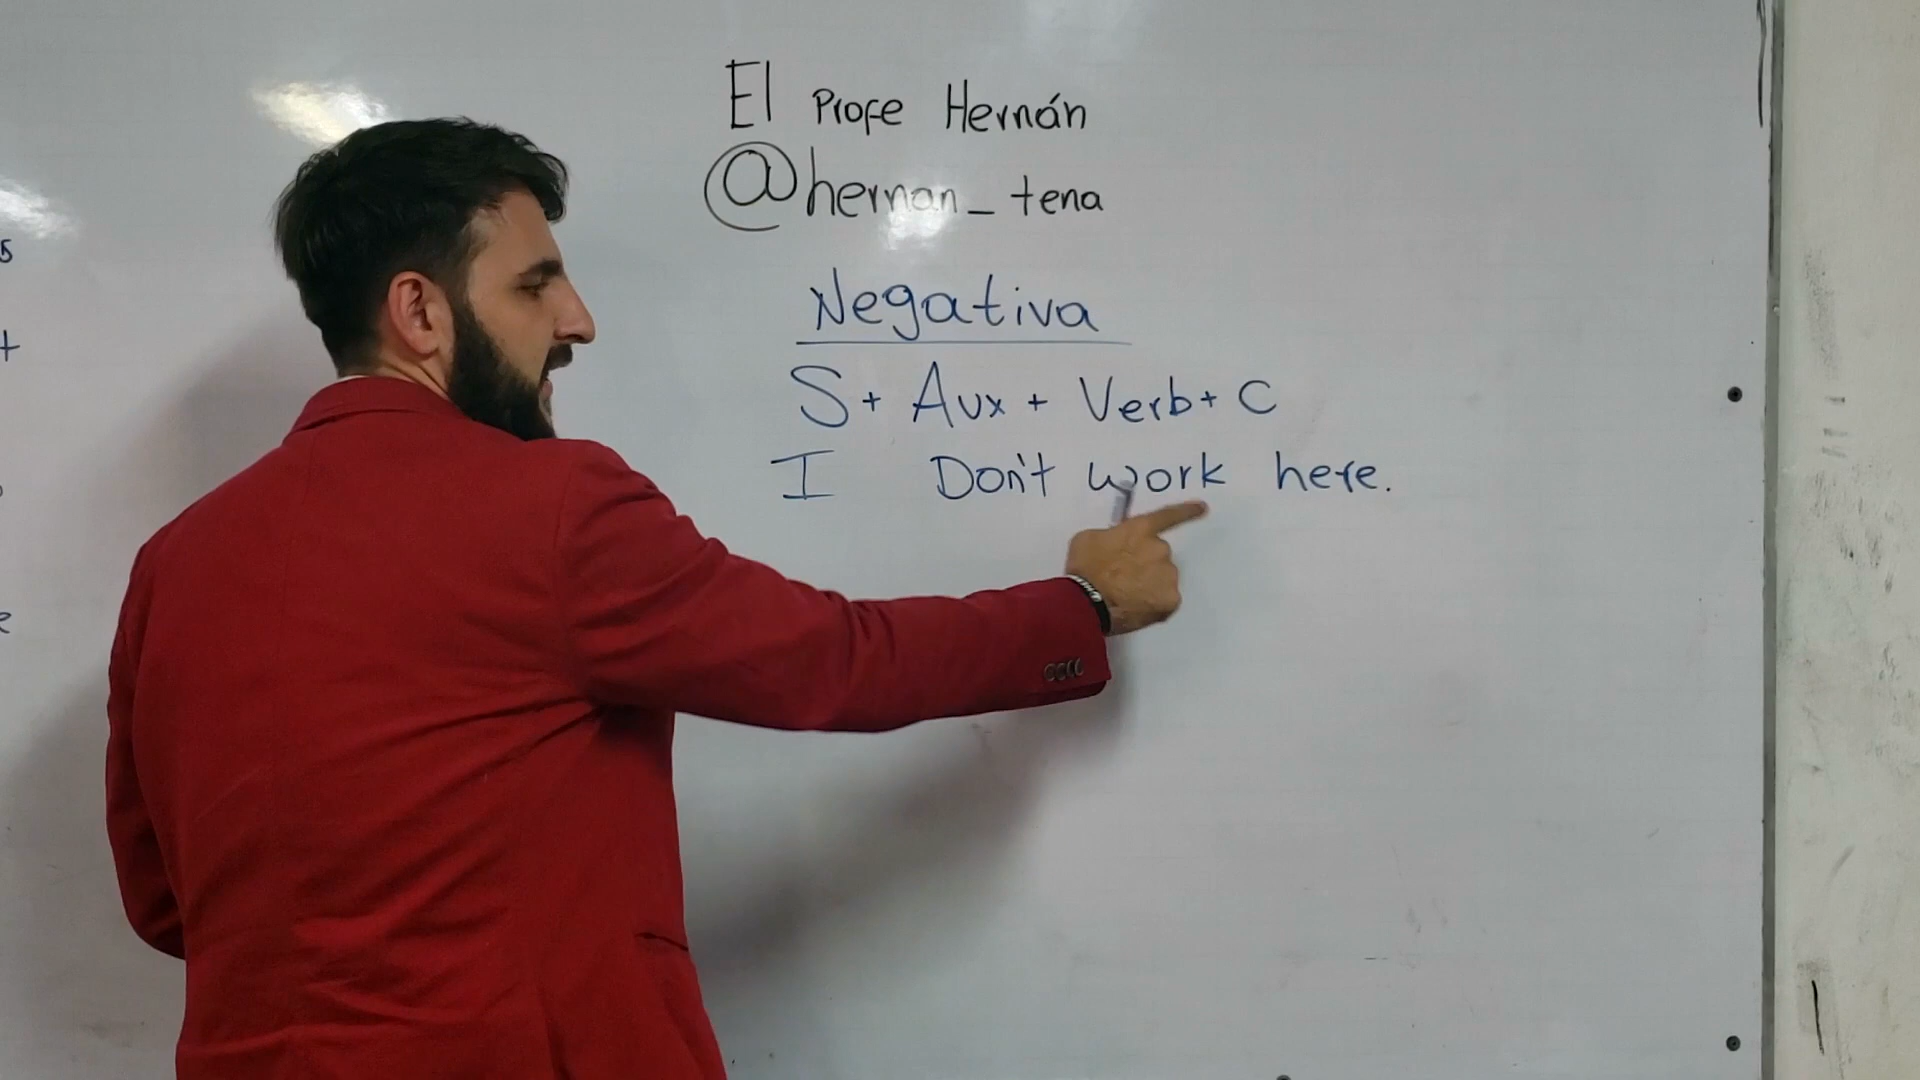 El Profe Hernán
@hernan_tena
Negativa
S + Aux + Verb + C
I Don't work here.